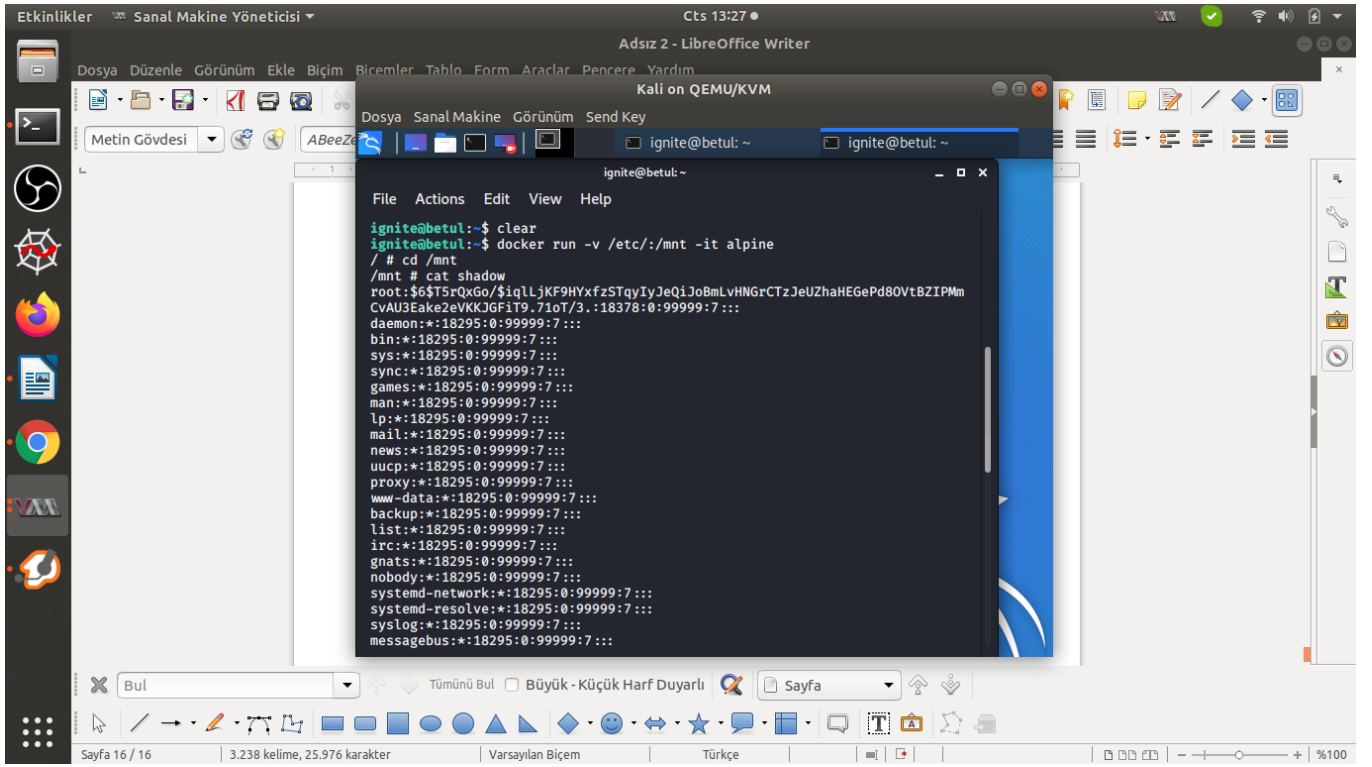 Etkinlikler
Sanal Makine Yöneticisi
Cts 13:27
Adsız 2 - LibreOffice Writer
Dosya Düzenle Görünüm Ekle Biçim Biçemler Tablo Form Araçlar Pencere Yardım
Kali on QEMU/KVM
Dosya Sanal Makine Görünüm Send Key
Metin Gövdesi
ABeeZe
ignite@betul: ~
ignite@betul: ~
ignite@betul: ~
File Actions Edit View Help
ignite@betul:~$ clear
ignite@betul:~$ docker run -v /etc/:/mnt -it alpine
/ # cd /mnt
/mnt # cat shadow
root:$6$T5rQxGo/$iqlLjKF9HYxfzSTqyIyJeQiJoBmLvHNGrCTzJeUZhaHEGePd8OVtBZIPMm
CvAU3Eake2eVKKJGFiT9.71oT/3.:18378:0:99999:7:::
daemon:*:18295:0:99999:7:::
bin:*:18295:0:99999:7:::
sys:*:18295:0:99999:7:::
sync:*:18295:0:99999:7:::
games:*:18295:0:99999:7:::
man:*:18295:0:99999:7:::
lp:*:18295:0:99999:7:::
mail:*:18295:0:99999:7:::
news:*:18295:0:99999:7:::
uucp:*:18295:0:99999:7:::
proxy:*:18295:0:99999:7:::
www-data:*:18295:0:99999:7:::
backup:*:18295:0:99999:7:::
list:*:18295:0:99999:7:::
irc:*:18295:0:99999:7:::
gnats:*:18295:0:99999:7:::
nobody:*:18295:0:99999:7:::
systemd-network:*:18295:0:99999:7:::
systemd-resolve:*:18295:0:99999:7:::
syslog:*:18295:0:99999:7:::
messagebus:*:18295:0:99999:7:::
Bul
Tümünü Bul
Büyük - Küçük Harf Duyarlı
Sayfa
Sayfa 16 / 16
3.238 kelime, 25.976 karakter
Varsayılan Biçem
Türkçe
%100